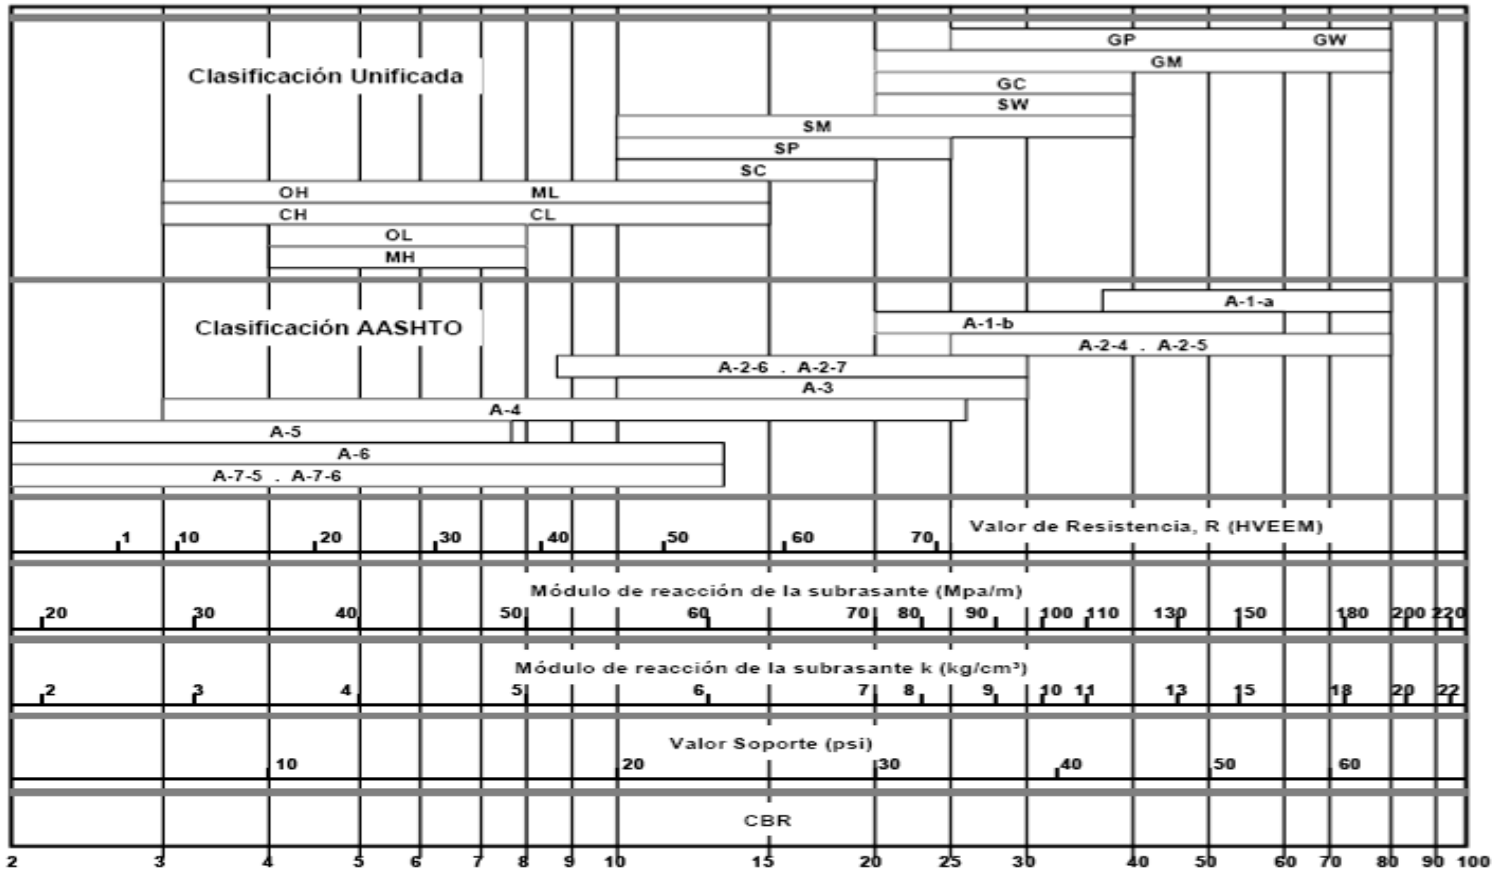 GP GW
Clasificación Unificada
GM
GC
SW
SM
SP
SC
OH ML
CH CL
OL
MH
A-1-a
Clasificación AASHTO
A-1-b
A-2-4 . A-2-5
A-2-6 . A-2-7
A-3
A-4
A-5
A-6
A-7-5 . A-7-6
Valor de Resistencia, R (HVEEM)
1 10 20 30 40 50 60 70
Módulo de reacción de la subrasante (Mpa/m)
20 30 40 50 60 70 80 90 100 110 130 150 180 200 220
Módulo de reacción de la subrasante k (kg/cm³)
2 3 4 5 6 7 8 9 10 11 13 15 18 20 22
Valor Soporte (psi)
10 20 30 40 50 60
CBR
2 3 4 5 6 7 8 9 10 15 20 25 30 40 50 60 70 80 90 100